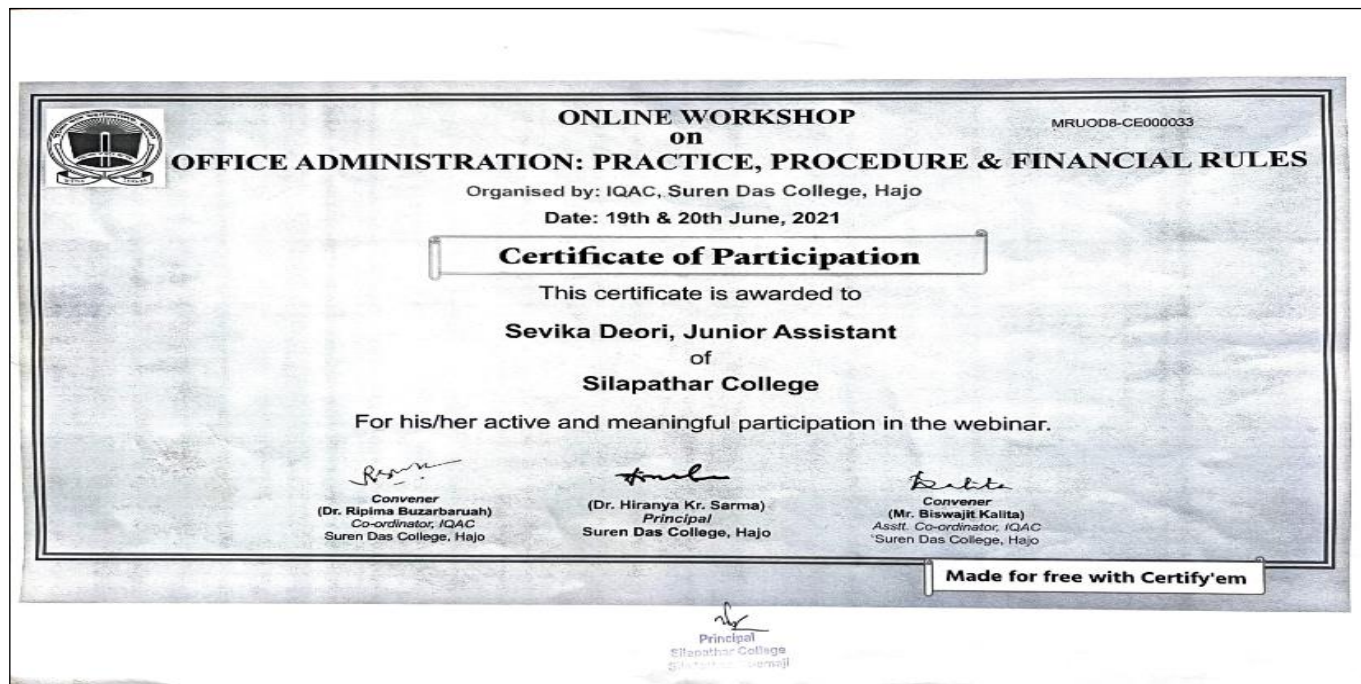 ONLINE WORKSHOP
MRUOD8-CE000033
on
OFFICE ADMINISTRATION: PRACTICE, PROCEDURE & FINANCIAL RULES
Organised by: IQAC, Suren Das College, Hajo
Date: 19th & 20th June, 2021
Certificate of Participation
This certificate is awarded to
Sevika Deori, Junior Assistant
of
Silapathar College
For his/her active and meaningful participation in the webinar.
Convener
(Dr. Ripima Buzarbaruah)
Co-ordinator, IQAC
Suren Das College, Hajo
(Dr. Hiranya Kr. Sarma)
Principal
Suren Das College, Hajo
Kalita
Convener
(Mr. Biswajit Kalita)
Asstt. Co-ordinator, IQAC
Suren Das College, Hajo
Made for free with Certify'em
Principal
Silapathar College